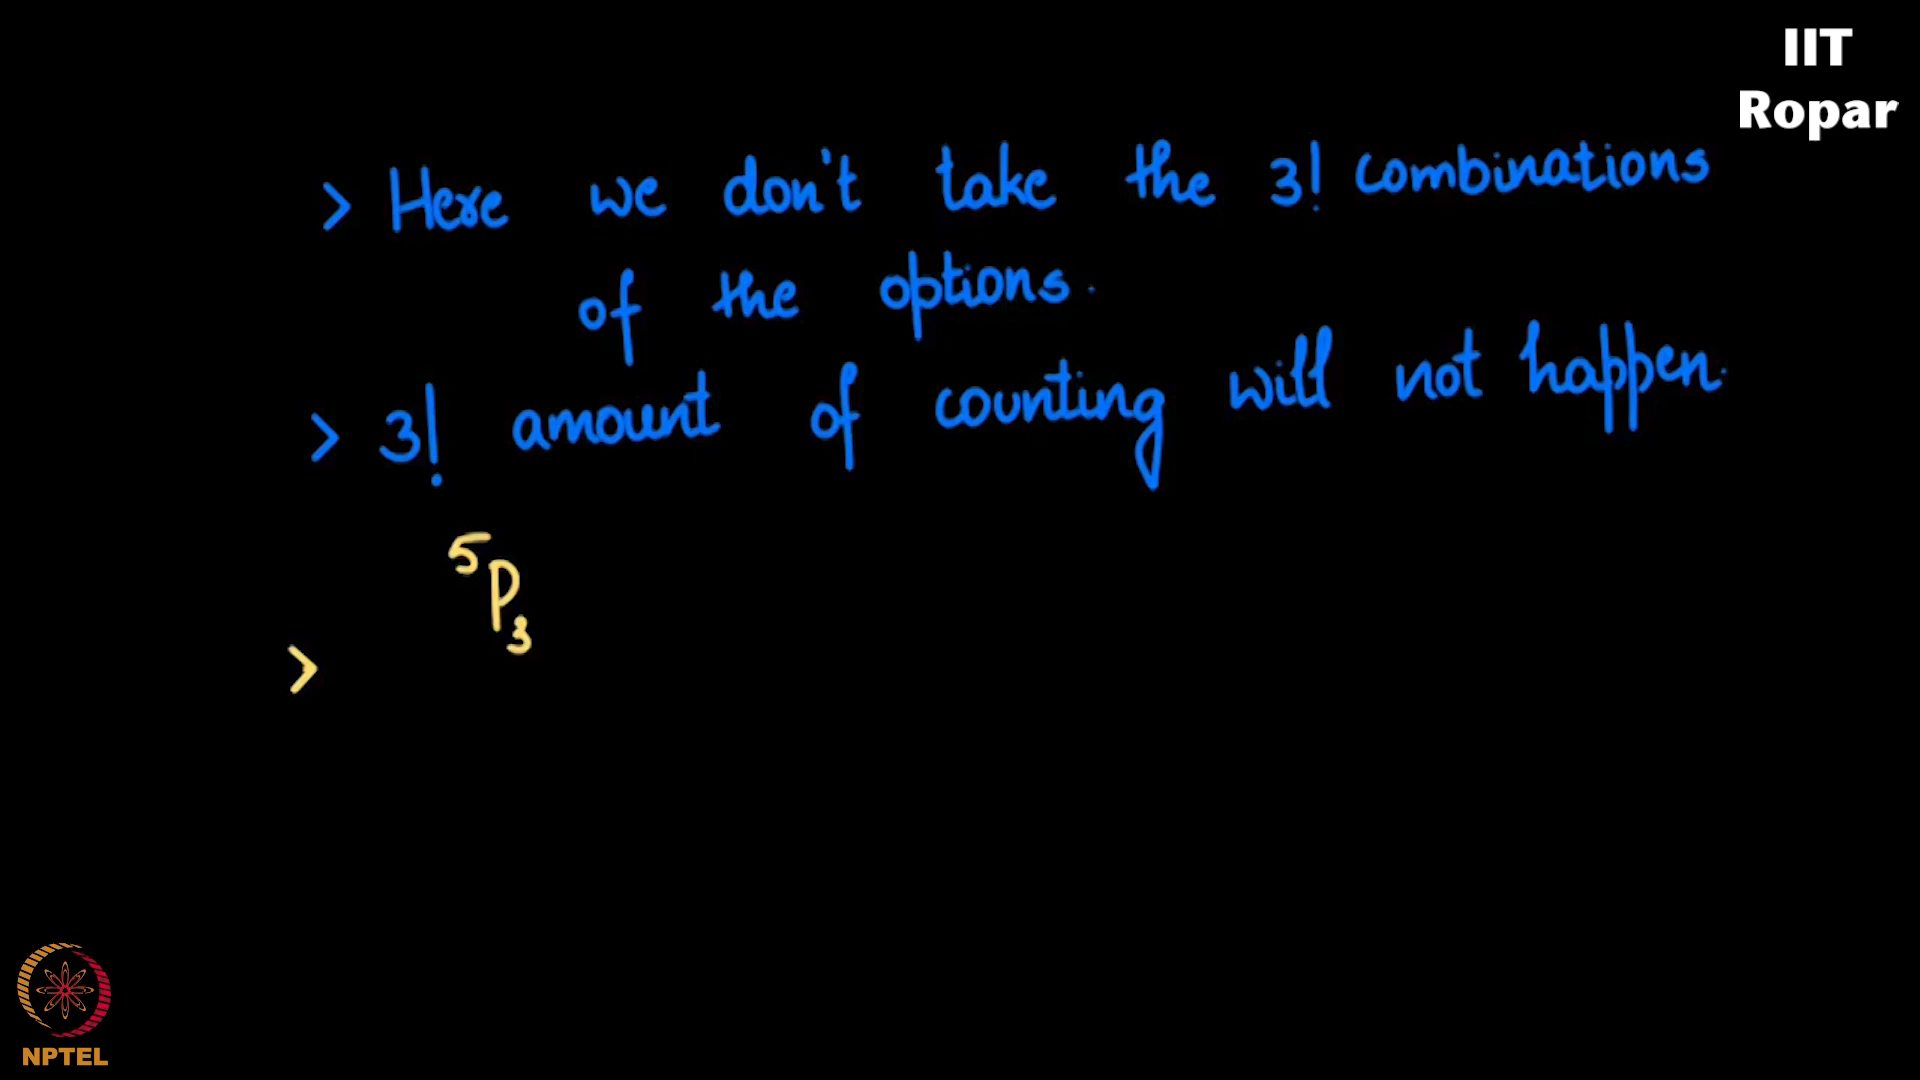 IIT
Ropar
> Here we don't take the 3! combinations
of the options.
> 3! amount of counting will not happen.
⁵P₃
>
NPTEL